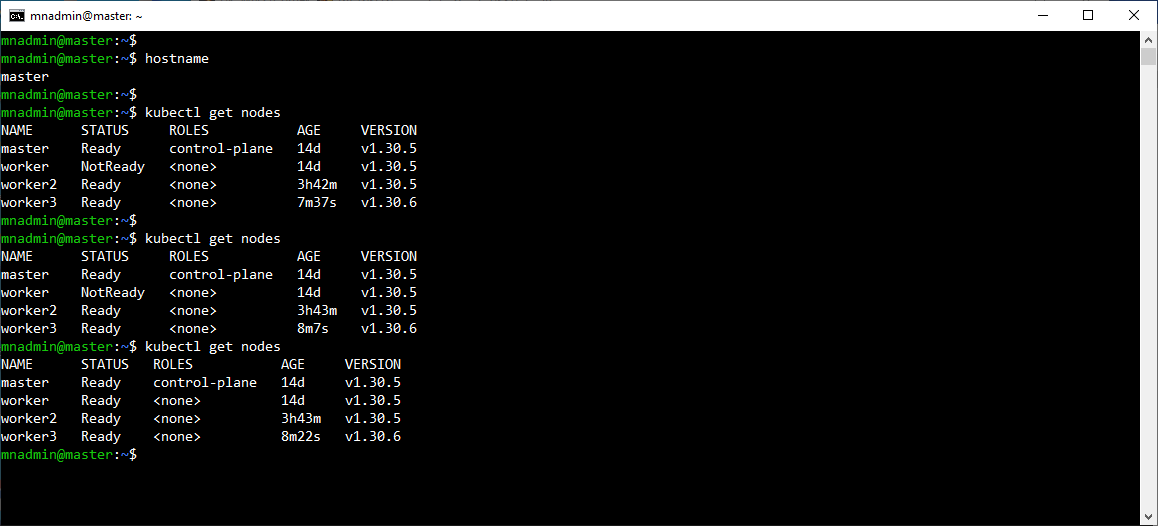 mnadmin@master: ~
mnadmin@master:~$
mnadmin@master:~$ hostname
master
mnadmin@master:~$
mnadmin@master:~$ kubectl get nodes
NAME      STATUS     ROLES           AGE     VERSION
master    Ready      control-plane   14d     v1.30.5
worker    NotReady   <none>          14d     v1.30.5
worker2   Ready      <none>          3h42m   v1.30.5
worker3   Ready      <none>          7m37s   v1.30.6
mnadmin@master:~$
mnadmin@master:~$ kubectl get nodes
NAME      STATUS     ROLES           AGE     VERSION
master    Ready      control-plane   14d     v1.30.5
worker    NotReady   <none>          14d     v1.30.5
worker2   Ready      <none>          3h43m   v1.30.5
worker3   Ready      <none>          8m7s    v1.30.6
mnadmin@master:~$ kubectl get nodes
NAME      STATUS   ROLES           AGE     VERSION
master    Ready    control-plane   14d     v1.30.5
worker    Ready    <none>          14d     v1.30.5
worker2   Ready    <none>          3h43m   v1.30.5
worker3   Ready    <none>          8m22s   v1.30.6
mnadmin@master:~$